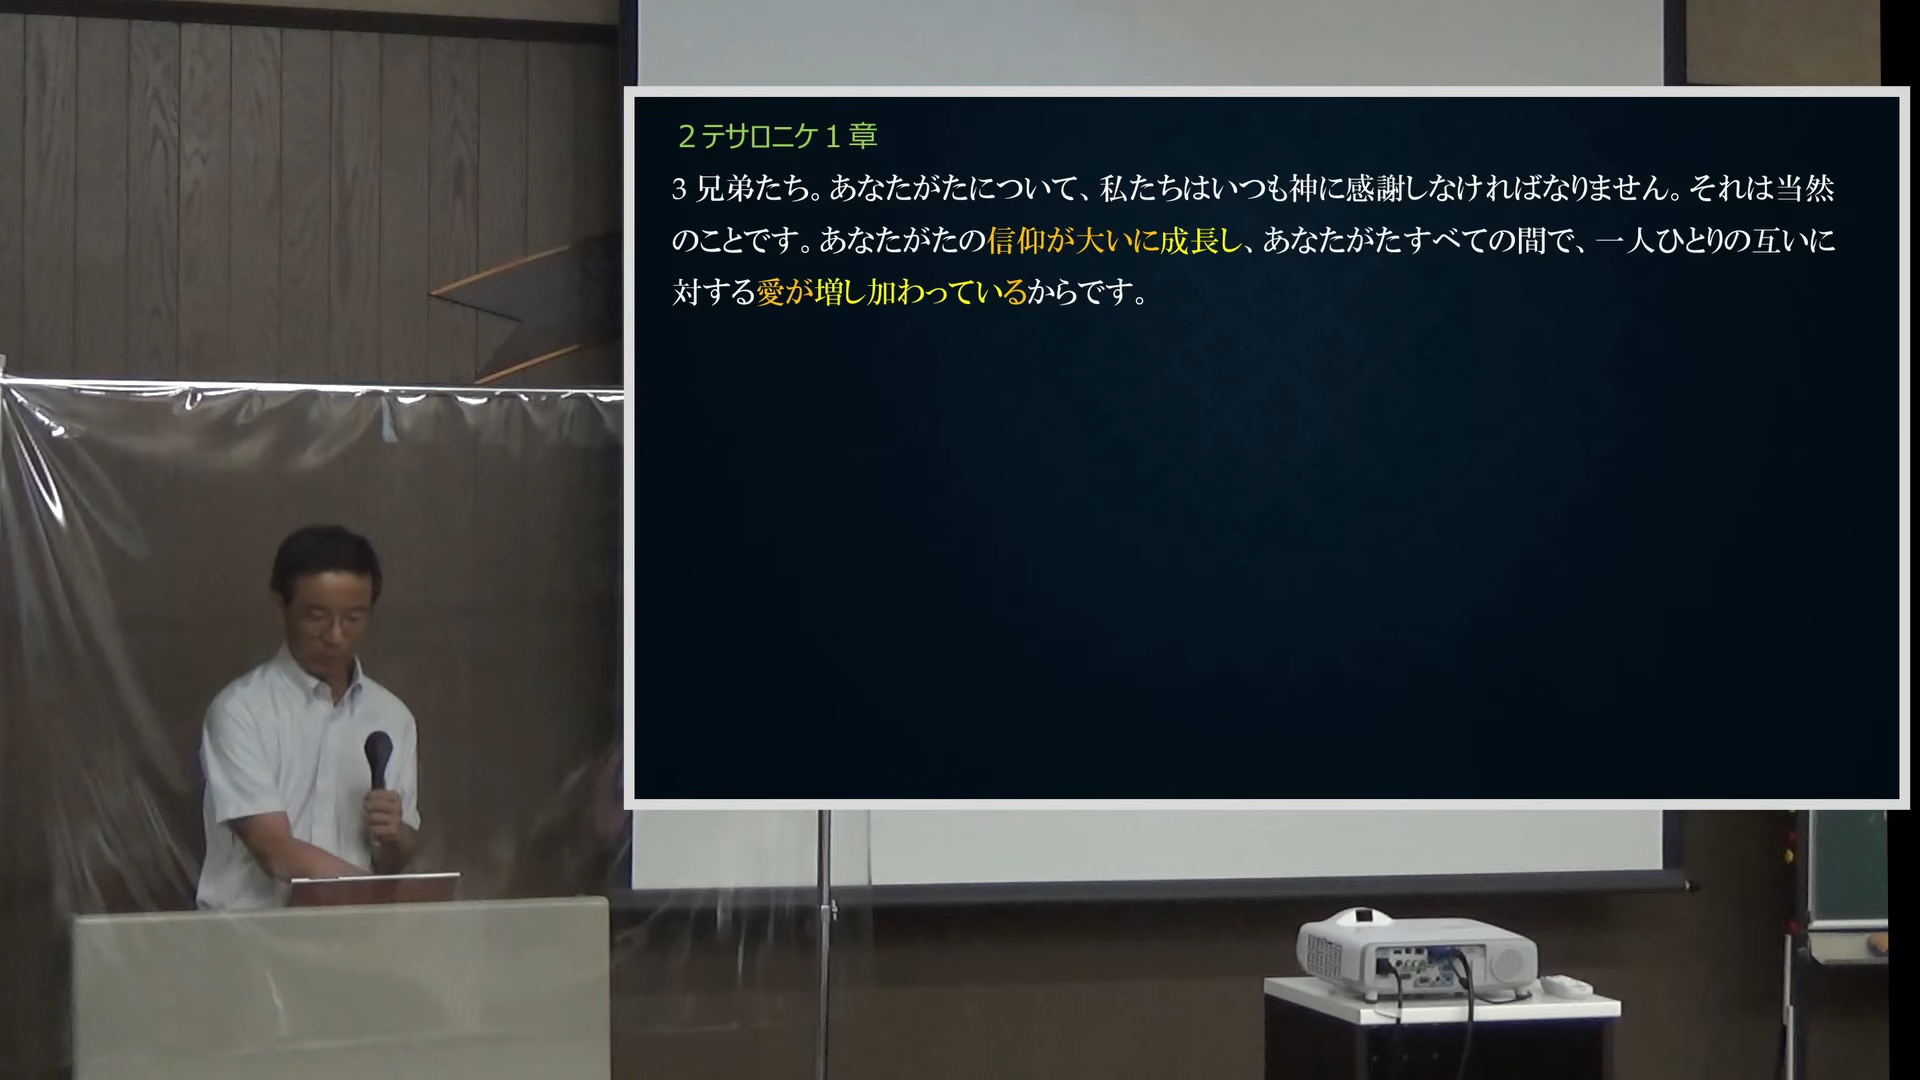 ２テサロニケ１章
3 兄弟たち。あなたがたについて、私たちはいつも神に感謝しなければなりません。それは当然
のことです。あなたがたの信仰が大いに成長し、あなたがたすべての間で、一人ひとりの互いに
対する愛が増し加わっているからです。